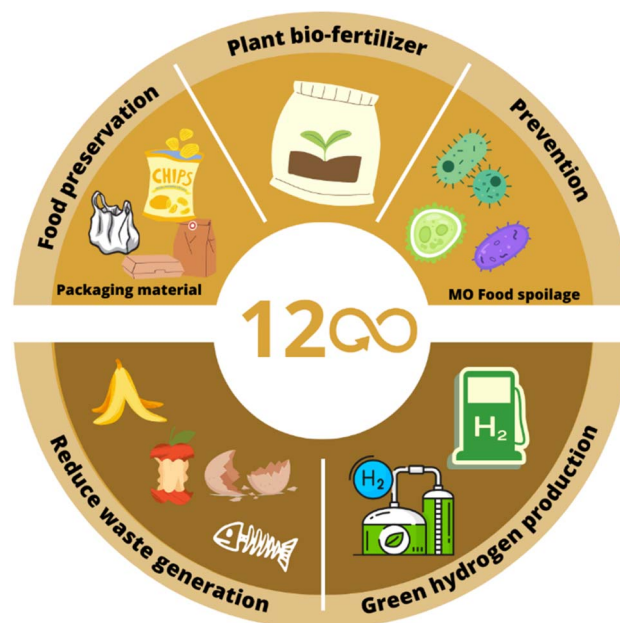 Plant bio-fertilizer
Food preservation
Prevention
CHIPS
Packaging material
MO Food spoilage
12
H2
H2
Reduce waste generation
Green hydrogen production